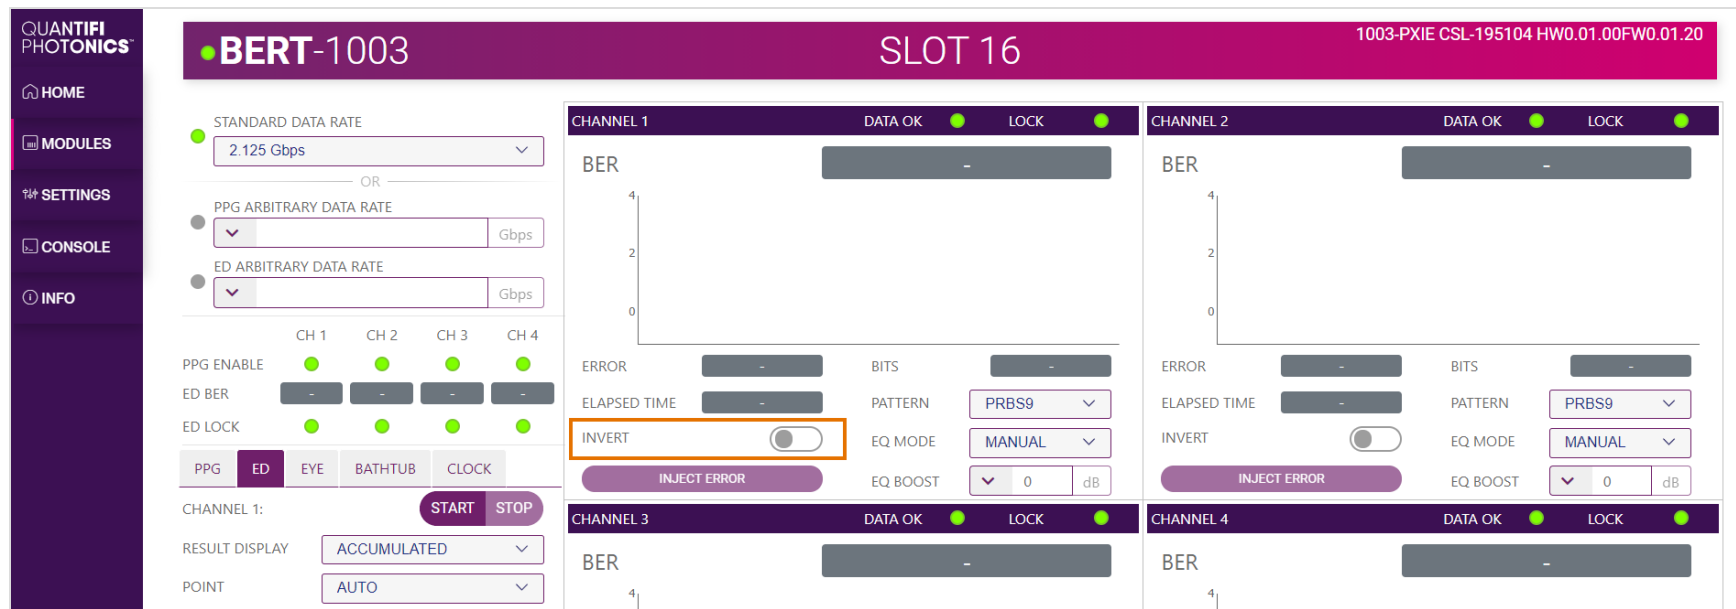 QUANTIFI
PHOTONICS™
HOME
MODULES
SETTINGS
CONSOLE
INFO
BERT-1003
SLOT 16
1003-PXIE CSL-195104 HW0.01.00FW0.01.20
STANDARD DATA RATE
2.125 Gbps
OR
PPG ARBITRARY DATA RATE
Gbps
ED ARBITRARY DATA RATE
Gbps
CH 1 CH 2 CH 3 CH 4
PPG ENABLE
ED BER - - - -
ED LOCK
PPG ED EYE BATHTUB CLOCK
CHANNEL 1: START STOP
RESULT DISPLAY ACCUMULATED
POINT AUTO
CHANNEL 1 DATA OK LOCK
BER -
4
2
0
ERROR - BITS -
ELAPSED TIME - PATTERN PRBS9
INVERT EQ MODE MANUAL
INJECT ERROR EQ BOOST 0 dB
CHANNEL 2 DATA OK LOCK
BER -
4
2
0
ERROR - BITS -
ELAPSED TIME - PATTERN PRBS9
INVERT EQ MODE MANUAL
INJECT ERROR EQ BOOST 0 dB
CHANNEL 3 DATA OK LOCK
BER -
4
CHANNEL 4 DATA OK LOCK
BER -
4